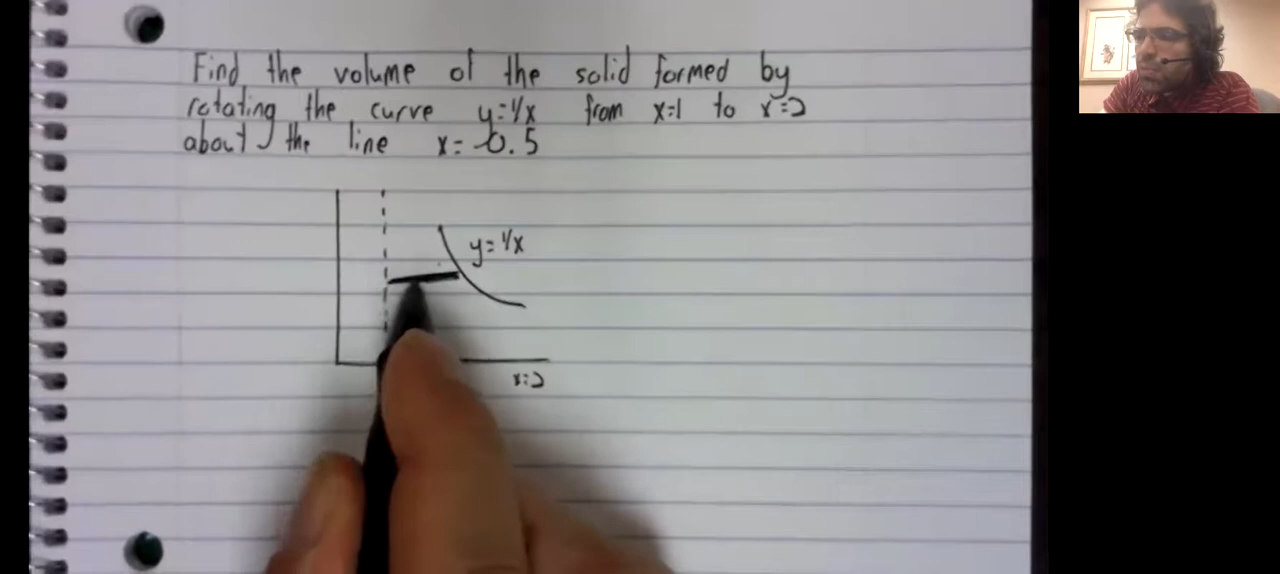 Find the volume of the solid formed by
rotating the curve y=1/x from x=1 to x=2
about the line x=0.5
y=1/x
x=2